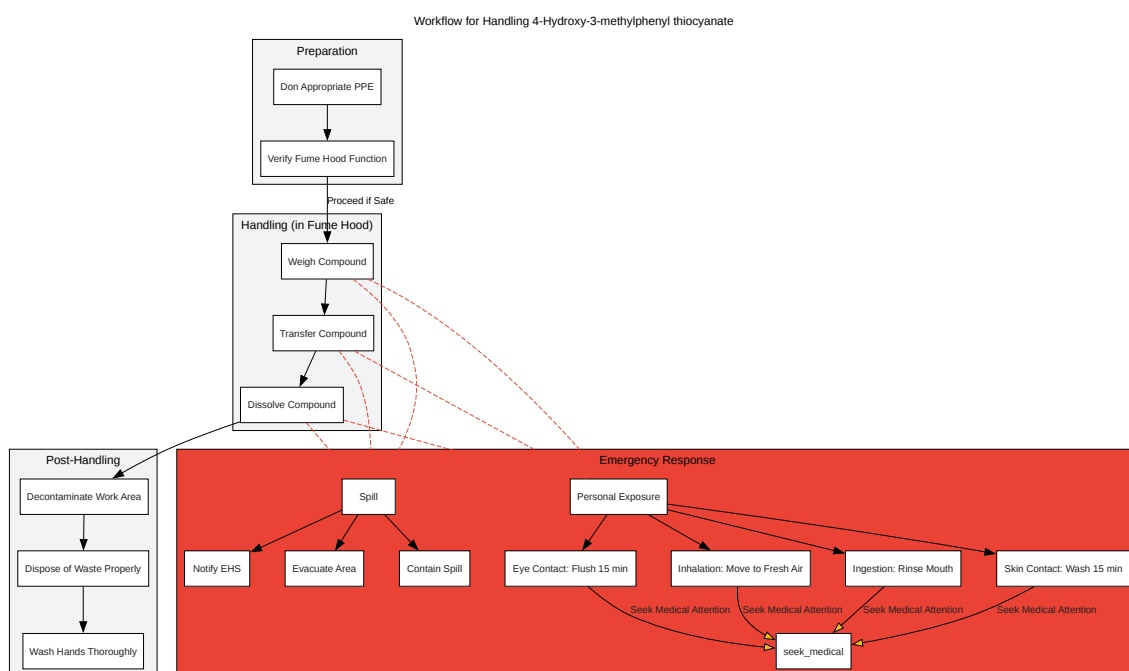 Workflow for Handling 4-Hydroxy-3-methylphenyl thiocyanate
Preparation
Don Appropriate PPE
Verify Fume Hood Function
Proceed if Safe
Handling (in Fume Hood)
Weigh Compound
Transfer Compound
Dissolve Compound
Post-Handling
Decontaminate Work Area
Dispose of Waste Properly
Wash Hands Thoroughly
Emergency Response
Spill
Personal Exposure
Notify EHS
Evacuate Area
Contain Spill
Eye Contact: Flush 15 min
Inhalation: Move to Fresh Air
Ingestion: Rinse Mouth
Skin Contact: Wash 15 min
Seek Medical Attention
Seek Medical Attention
Seek Medical Attention
Seek Medical Attention
seek_medical